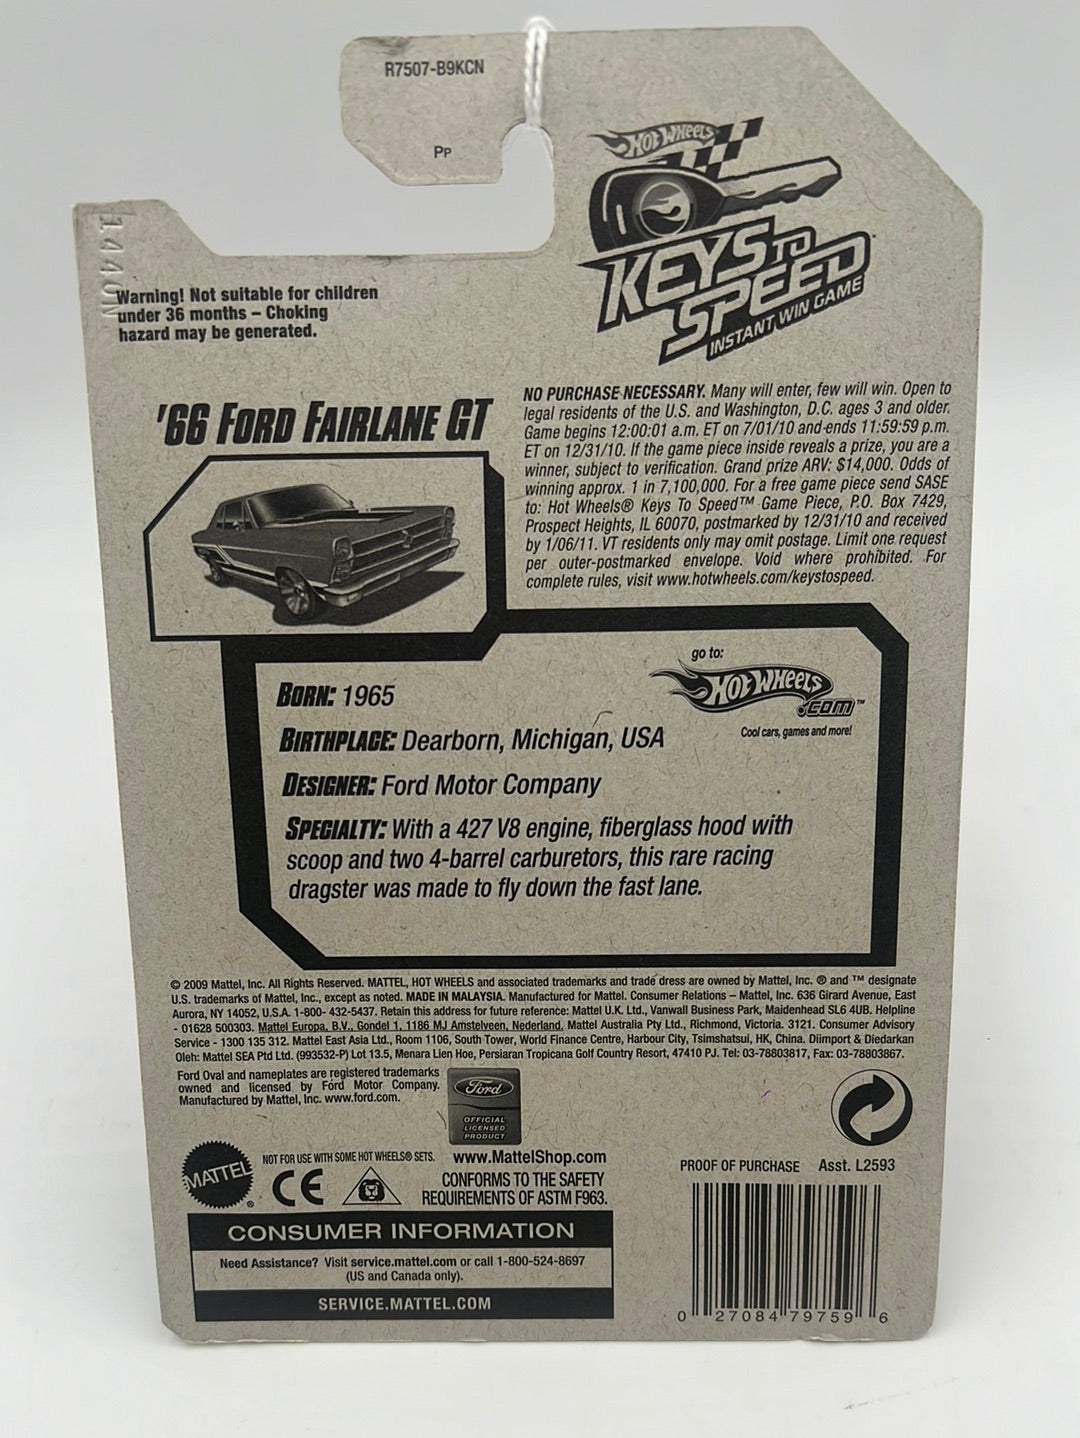 R7507-B9KCN
Pp
1440N
HOT WHEELS
KEYS TO
SPEED™
INSTANT WIN GAME
Warning! Not suitable for children
under 36 months – Choking
hazard may be generated.
'66 FORD FAIRLANE GT
NO PURCHASE NECESSARY. Many will enter, few will win. Open to
legal residents of the U.S. and Washington, D.C. ages 3 and older.
Game begins 12:00:01 a.m. ET on 7/01/10 and ends 11:59:59 p.m.
ET on 12/31/10. If the game piece inside reveals a prize, you are a
winner, subject to verification. Grand prize ARV: $14,000. Odds of
winning approx. 1 in 7,100,000. For a free game piece send SASE
to: Hot Wheels® Keys To Speed™ Game Piece, P.O. Box 7429,
Prospect Heights, IL 60070, postmarked by 12/31/10 and received
by 1/06/11. VT residents only may omit postage. Limit one request
per outer-postmarked envelope. Void where prohibited. For
complete rules, visit www.hotwheels.com/keystospeed.
go to:
HOT WHEELS
.COM™
Cool cars, games and more!
BORN: 1965
BIRTHPLACE: Dearborn, Michigan, USA
DESIGNER: Ford Motor Company
SPECIALTY: With a 427 V8 engine, fiberglass hood with
scoop and two 4-barrel carburetors, this rare racing
dragster was made to fly down the fast lane.
© 2009 Mattel, Inc. All Rights Reserved. MATTEL, HOT WHEELS and associated trademarks and trade dress are owned by Mattel, Inc. ® and ™ designate
U.S. trademarks of Mattel, Inc., except as noted. MADE IN MALAYSIA. Manufactured for Mattel. Consumer Relations – Mattel, Inc. 636 Girard Avenue, East
Aurora, NY 14052, U.S.A. 1-800- 432-5437. Retain this address for future reference: Mattel U.K. Ltd., Vanwall Business Park, Maidenhead SL6 4UB. Helpline
- 01628 500303. Mattel Europa, B.V., Gondel 1, 1186 MJ Amstelveen, Nederland. Mattel Australia Pty Ltd., Richmond, Victoria. 3121. Consumer Advisory
Service - 1300 135 312. Mattel East Asia Ltd., Room 1106, South Tower, World Finance Centre, Harbour City, Tsimshatsui, HK, China. Diimport & Diedarkan
Oleh: Mattel SEA Ptd Ltd. (993532-P) Lot 13.5, Menara Lien Hoe, Persiaran Tropicana Golf Country Resort, 47410 PJ. Tel: 03-78803817, Fax: 03-78803867.
Ford Oval and nameplates are registered trademarks
owned and licensed by Ford Motor Company.
Manufactured by Mattel, Inc. www.ford.com.
Ford
OFFICIAL
LICENSED
PRODUCT
MATTEL®
NOT FOR USE WITH SOME HOT WHEELS® SETS.
CE
www.MattelShop.com
CONFORMS TO THE SAFETY
REQUIREMENTS OF ASTM F963.
PROOF OF PURCHASE Asst. L2593
CONSUMER INFORMATION
Need Assistance? Visit service.mattel.com or call 1-800-524-8697
(US and Canada only).
SERVICE.MATTEL.COM
0 27084 79759 6